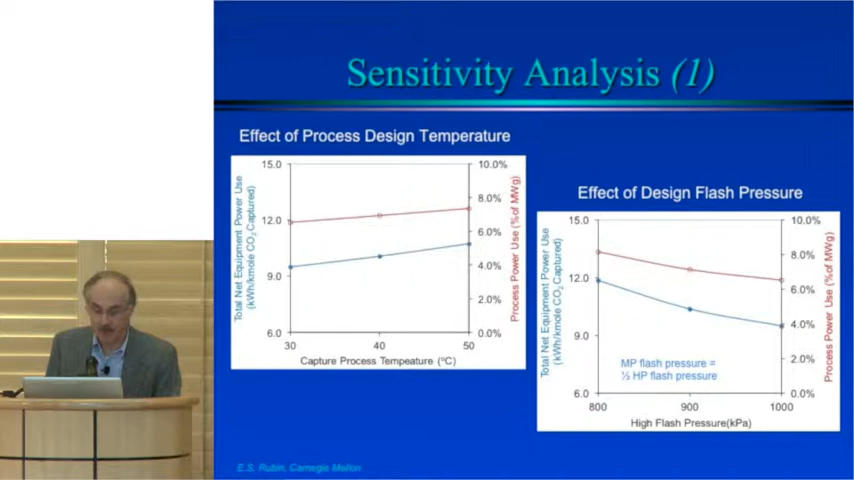 Sensitivity Analysis (1)
Effect of Process Design Temperature
15.0
12.0
9.0
6.0
10.0%
8.0%
6.0%
4.0%
2.0%
0.0%
30
40
50
Total Net Equipment Power Use
(kWh/kmole CO2 Captured)
Process Power Use (%of MWg)
Capture Process Tempeature (°C)
Effect of Design Flash Pressure
15.0
12.0
9.0
6.0
10.0%
8.0%
6.0%
4.0%
2.0%
0.0%
800
900
1000
Total Net Equipment Power Use
(kWh/kmole CO2 Captured)
Process Power Use (%of MWg)
MP flash pressure =
½ HP flash pressure
High Flash Pressure(kPa)
E.S. Rubin, Carnegie Mellon